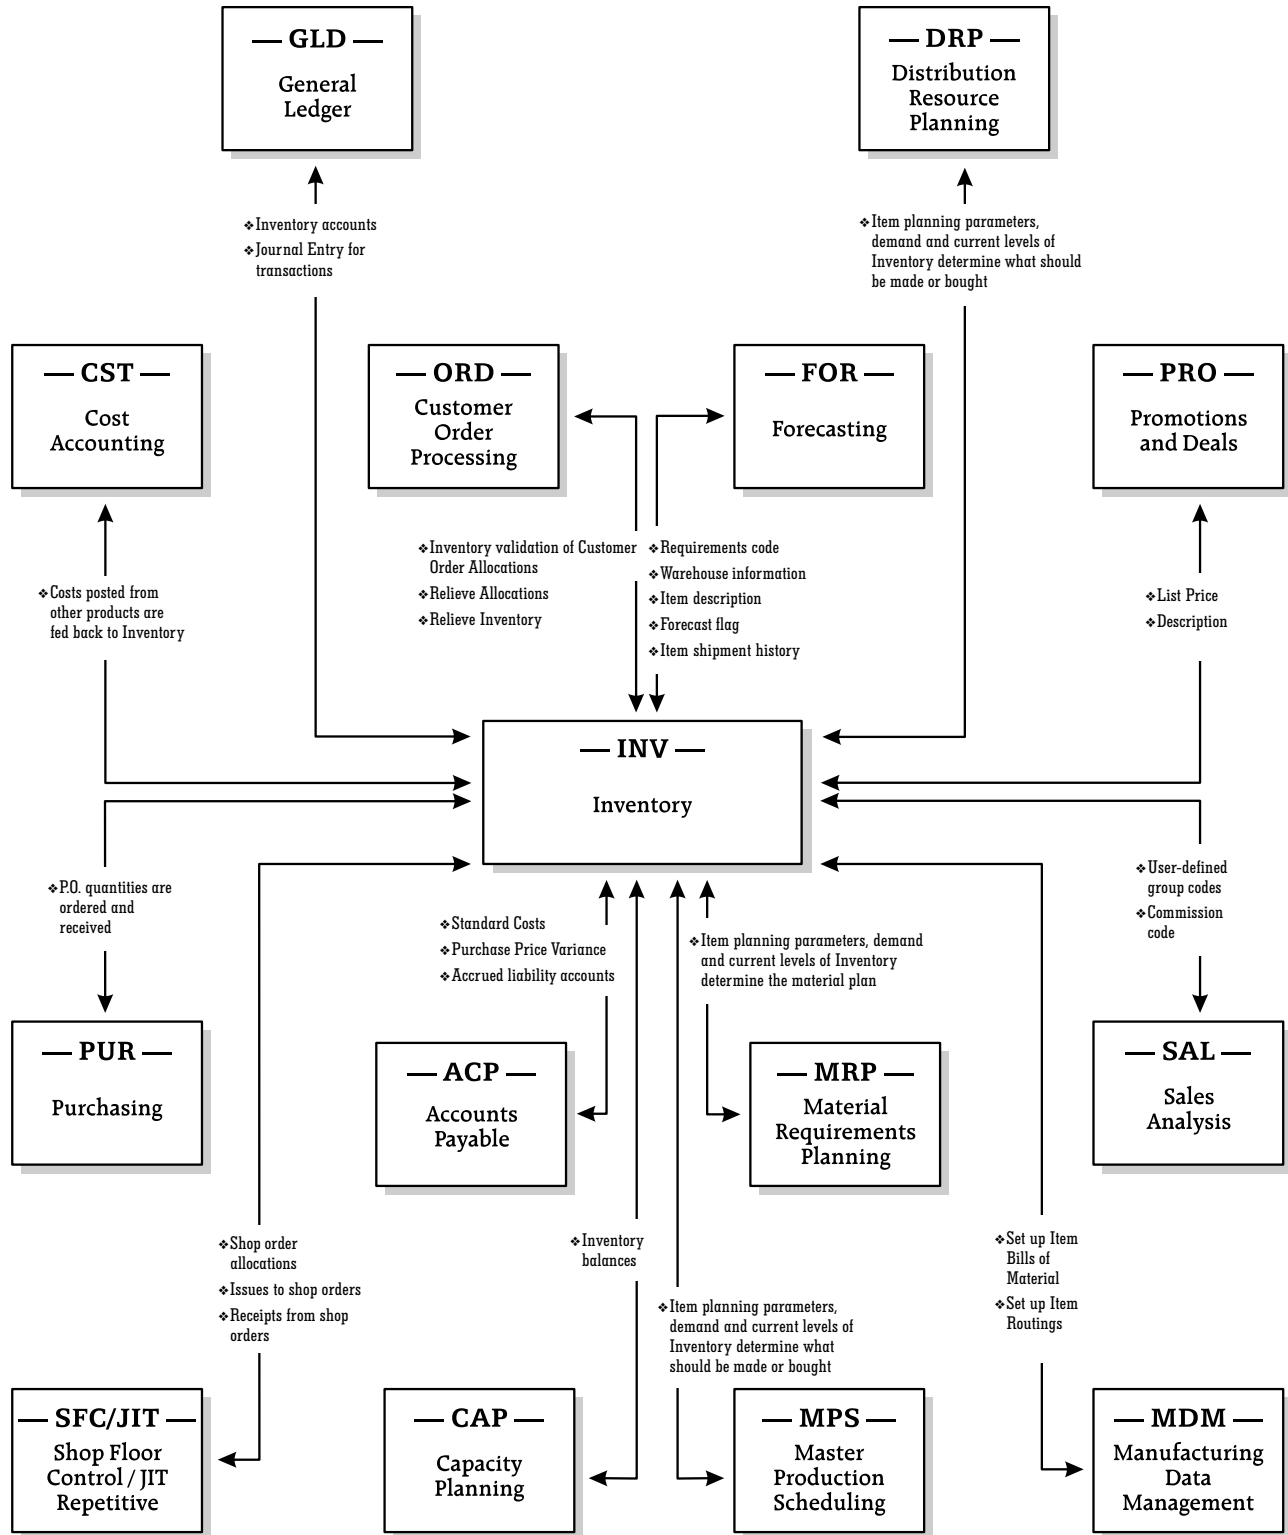 GLD
General
Ledger
DRP
Distribution
Resource
Planning
❖Inventory accounts
❖Journal Entry for
transactions
❖Item planning parameters,
demand and current levels of
Inventory determine what should
be made or bought
CST
Cost
Accounting
ORD
Customer
Order
Processing
FOR
Forecasting
PRO
Promotions
and Deals
❖Costs posted from
other products are
fed back to Inventory
❖Inventory validation of Customer
Order Allocations
❖Relieve Allocations
❖Relieve Inventory
❖Requirements code
❖Warehouse information
❖Item description
❖Forecast flag
❖Item shipment history
❖List Price
❖Description
INV
Inventory
❖P.O. quantities are
ordered and
received
❖Standard Costs
❖Purchase Price Variance
❖Accrued liability accounts
❖Item planning parameters, demand
and current levels of Inventory
determine the material plan
❖User-defined
group codes
❖Commission
code
PUR
Purchasing
ACP
Accounts
Payable
MRP
Material
Requirements
Planning
SAL
Sales
Analysis
❖Shop order
allocations
❖Issues to shop orders
❖Receipts from shop
orders
❖Inventory
balances
❖Item planning parameters,
demand and current levels of
Inventory determine what
should be made or bought
❖Set up Item
Bills of
Material
❖Set up Item
Routings
SFC/JIT
Shop Floor
Control / JIT
Repetitive
CAP
Capacity
Planning
MPS
Master
Production
Scheduling
MDM
Manufacturing
Data
Management